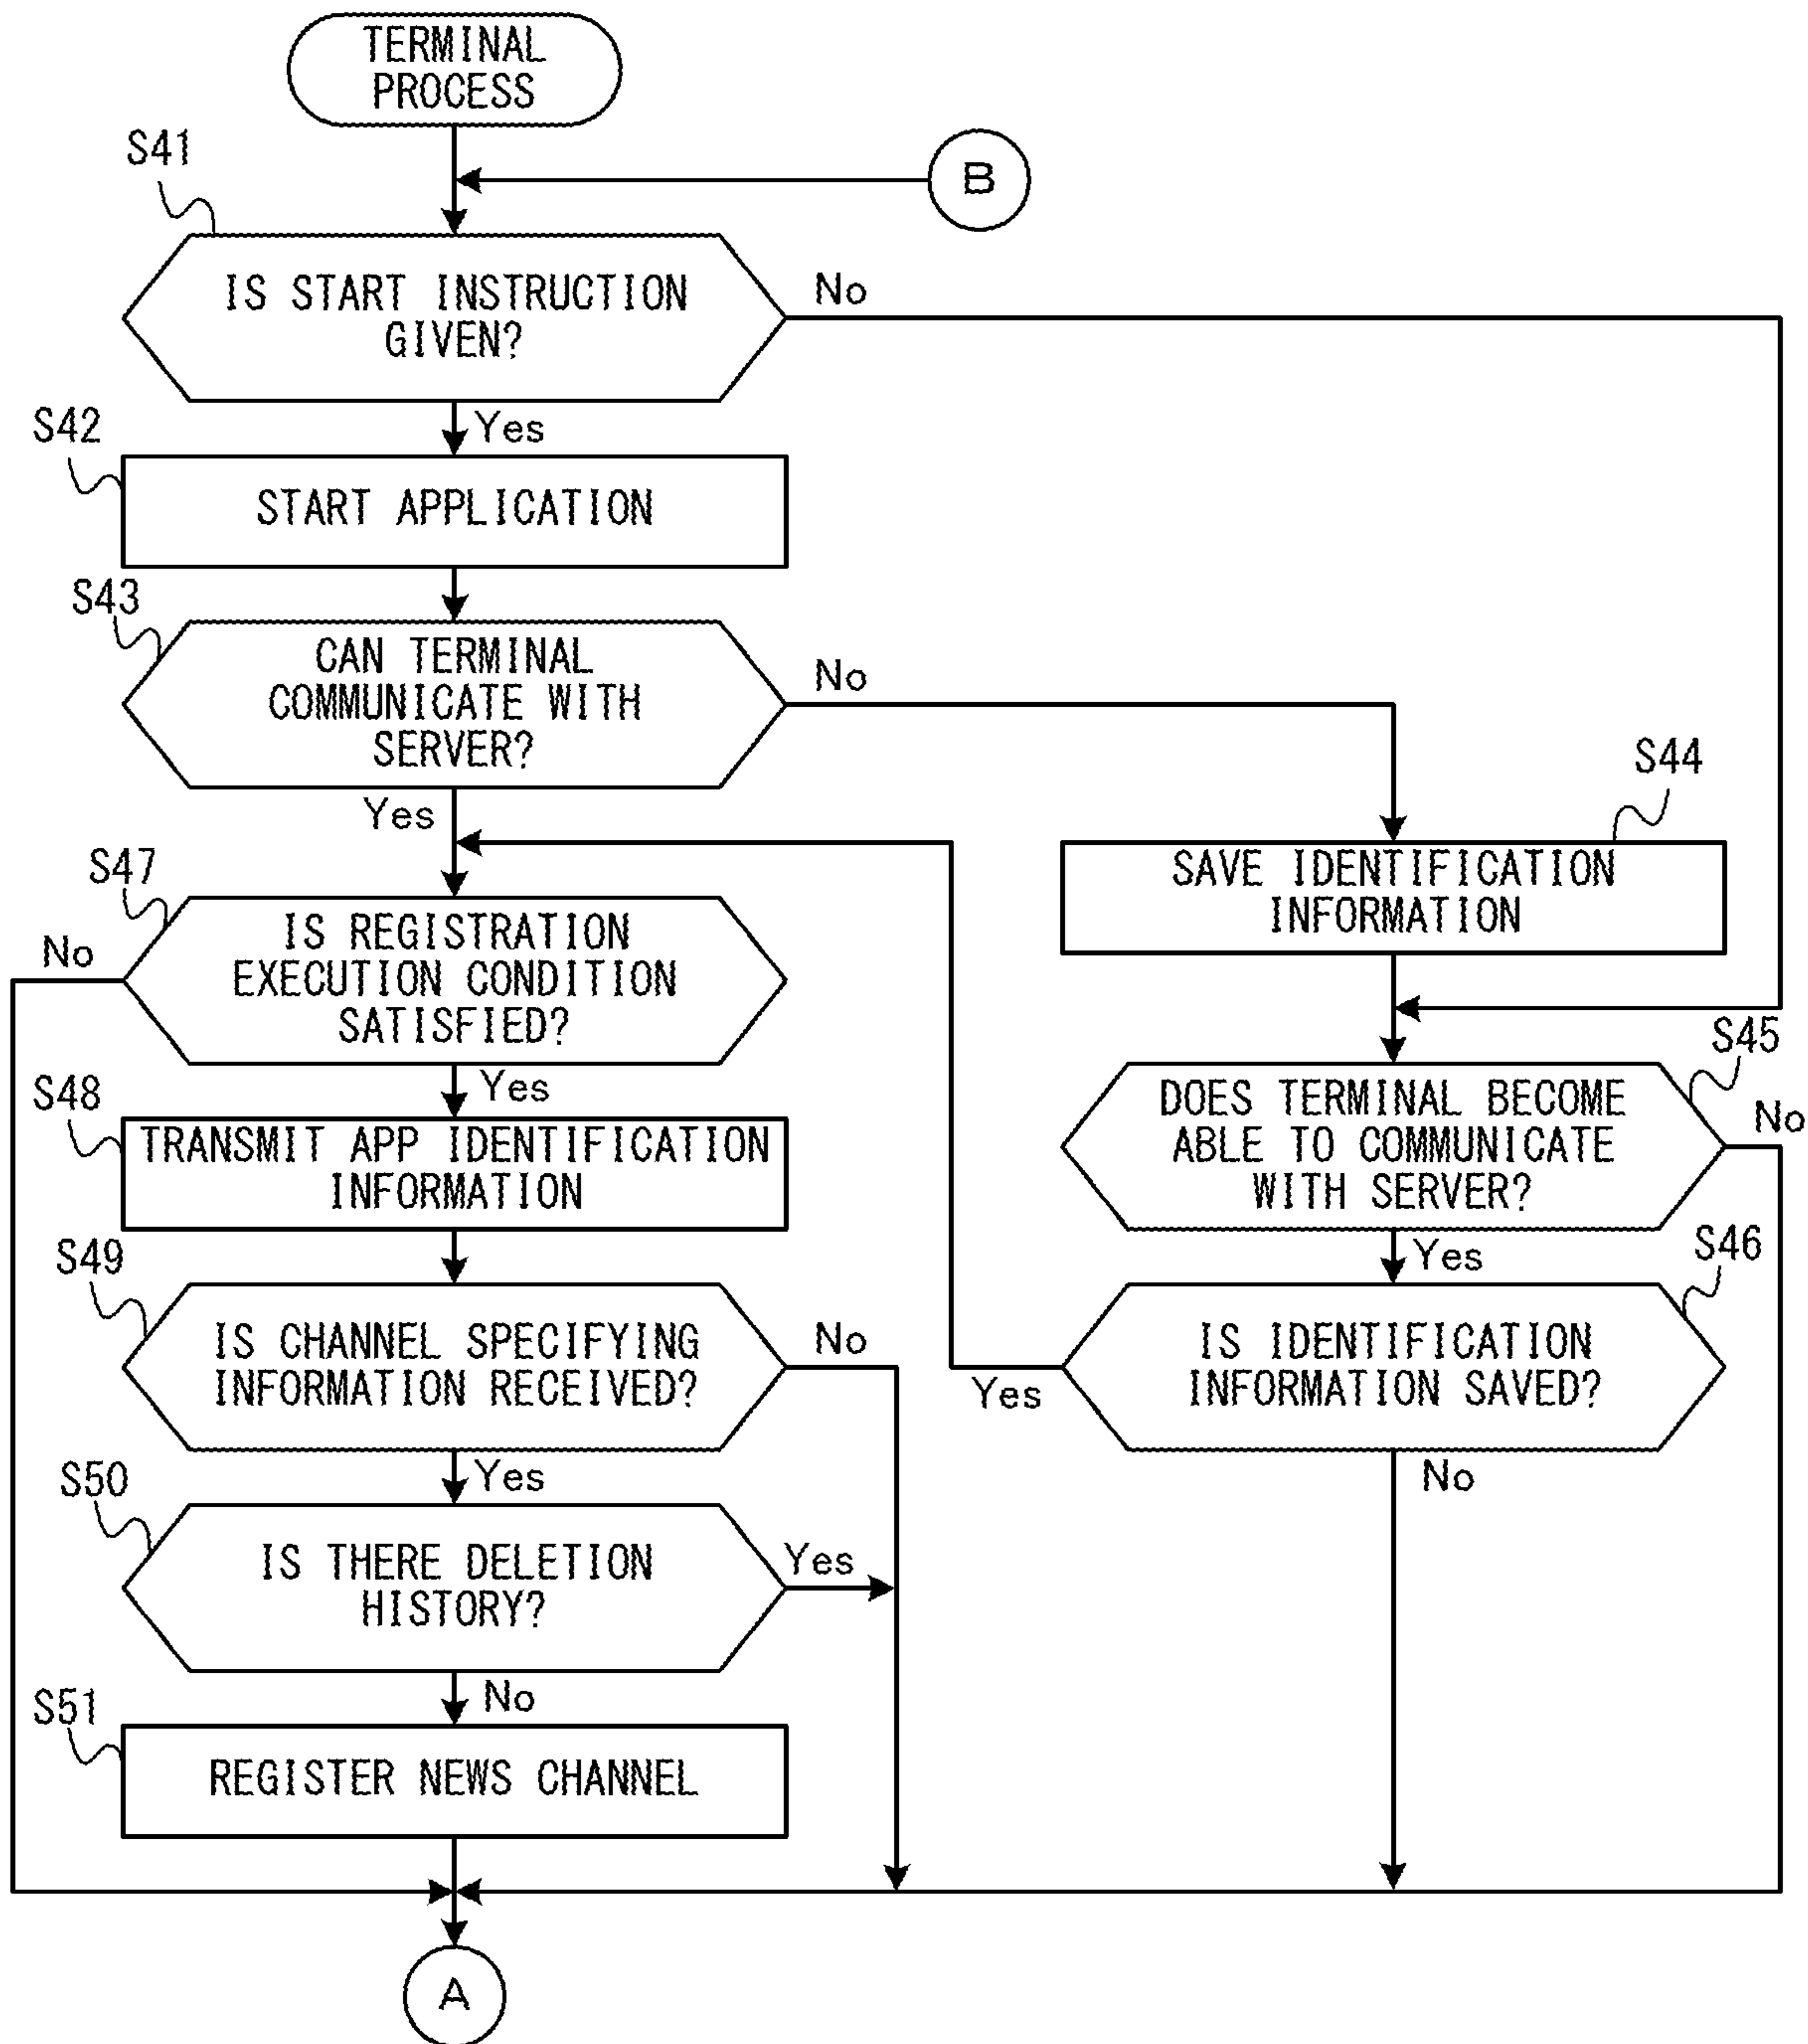 TERMINAL
PROCESS
B
S41
IS START INSTRUCTION
GIVEN?
No
Yes
S42
START APPLICATION
S43
CAN TERMINAL
COMMUNICATE WITH
SERVER?
No
Yes
S44
SAVE IDENTIFICATION
INFORMATION
S47
IS REGISTRATION
EXECUTION CONDITION
SATISFIED?
No
Yes
S45
DOES TERMINAL BECOME
ABLE TO COMMUNICATE
WITH SERVER?
No
Yes
S48
TRANSMIT APP IDENTIFICATION
INFORMATION
S46
IS IDENTIFICATION
INFORMATION SAVED?
Yes
No
S49
IS CHANNEL SPECIFYING
INFORMATION RECEIVED?
No
Yes
S50
IS THERE DELETION
HISTORY?
Yes
No
S51
REGISTER NEWS CHANNEL
A